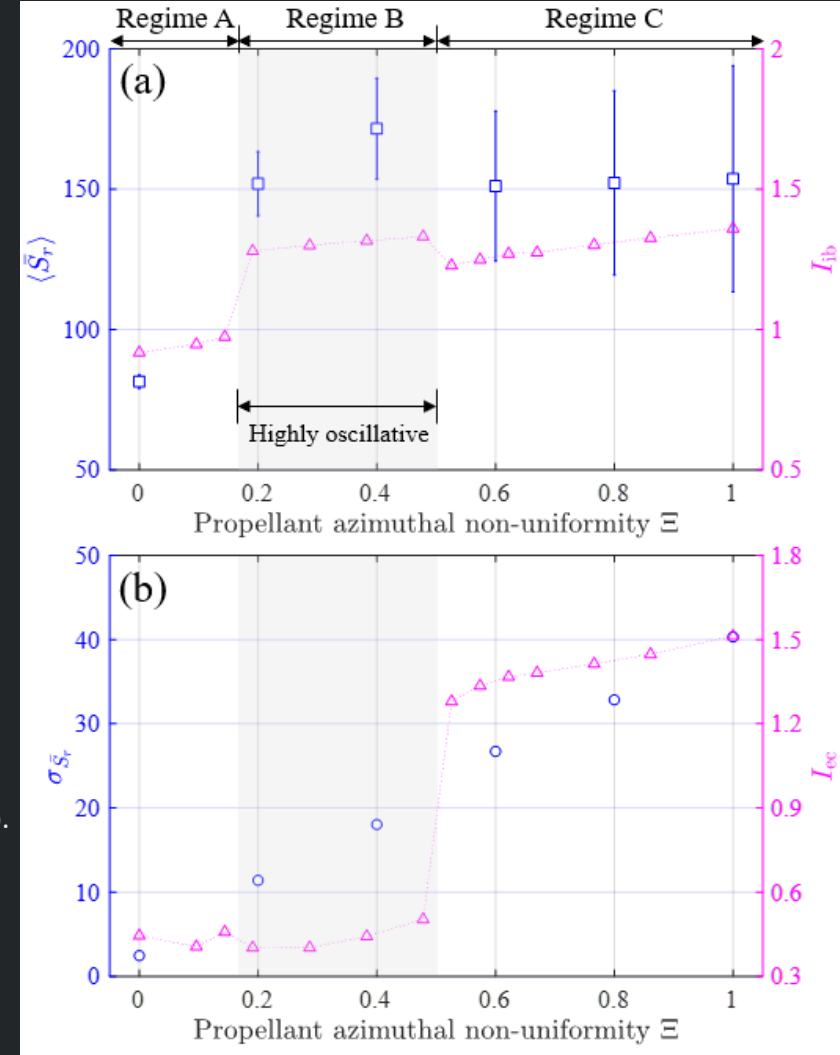 Regime A Regime B Regime C
200 2
(a)
150 1.5
⟨S̄̄ᵣ⟩ I_ib
100 1
Highly oscillative
50 0.5
0 0.2 0.4 0.6 0.8 1
Propellant azimuthal non-uniformity Ξ
50 1.8
(b)
40 1.5
30 1.2
σ_S̄ᵣ I_ec
20 0.9
10 0.6
0 0.3
0 0.2 0.4 0.6 0.8 1
Propellant azimuthal non-uniformity Ξ